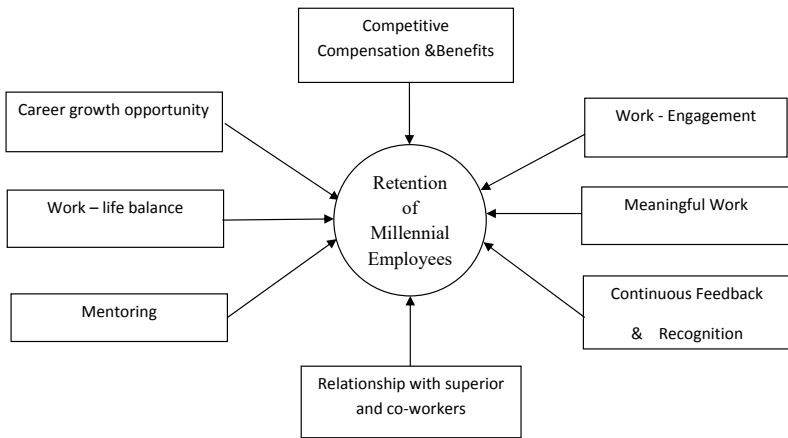 Competitive
Compensation &Benefits
Career growth opportunity
Work - Engagement
Retention
of
Millennial
Employees
Work – life balance
Meaningful Work
Mentoring
Continuous Feedback
& Recognition
Relationship with superior
and co-workers